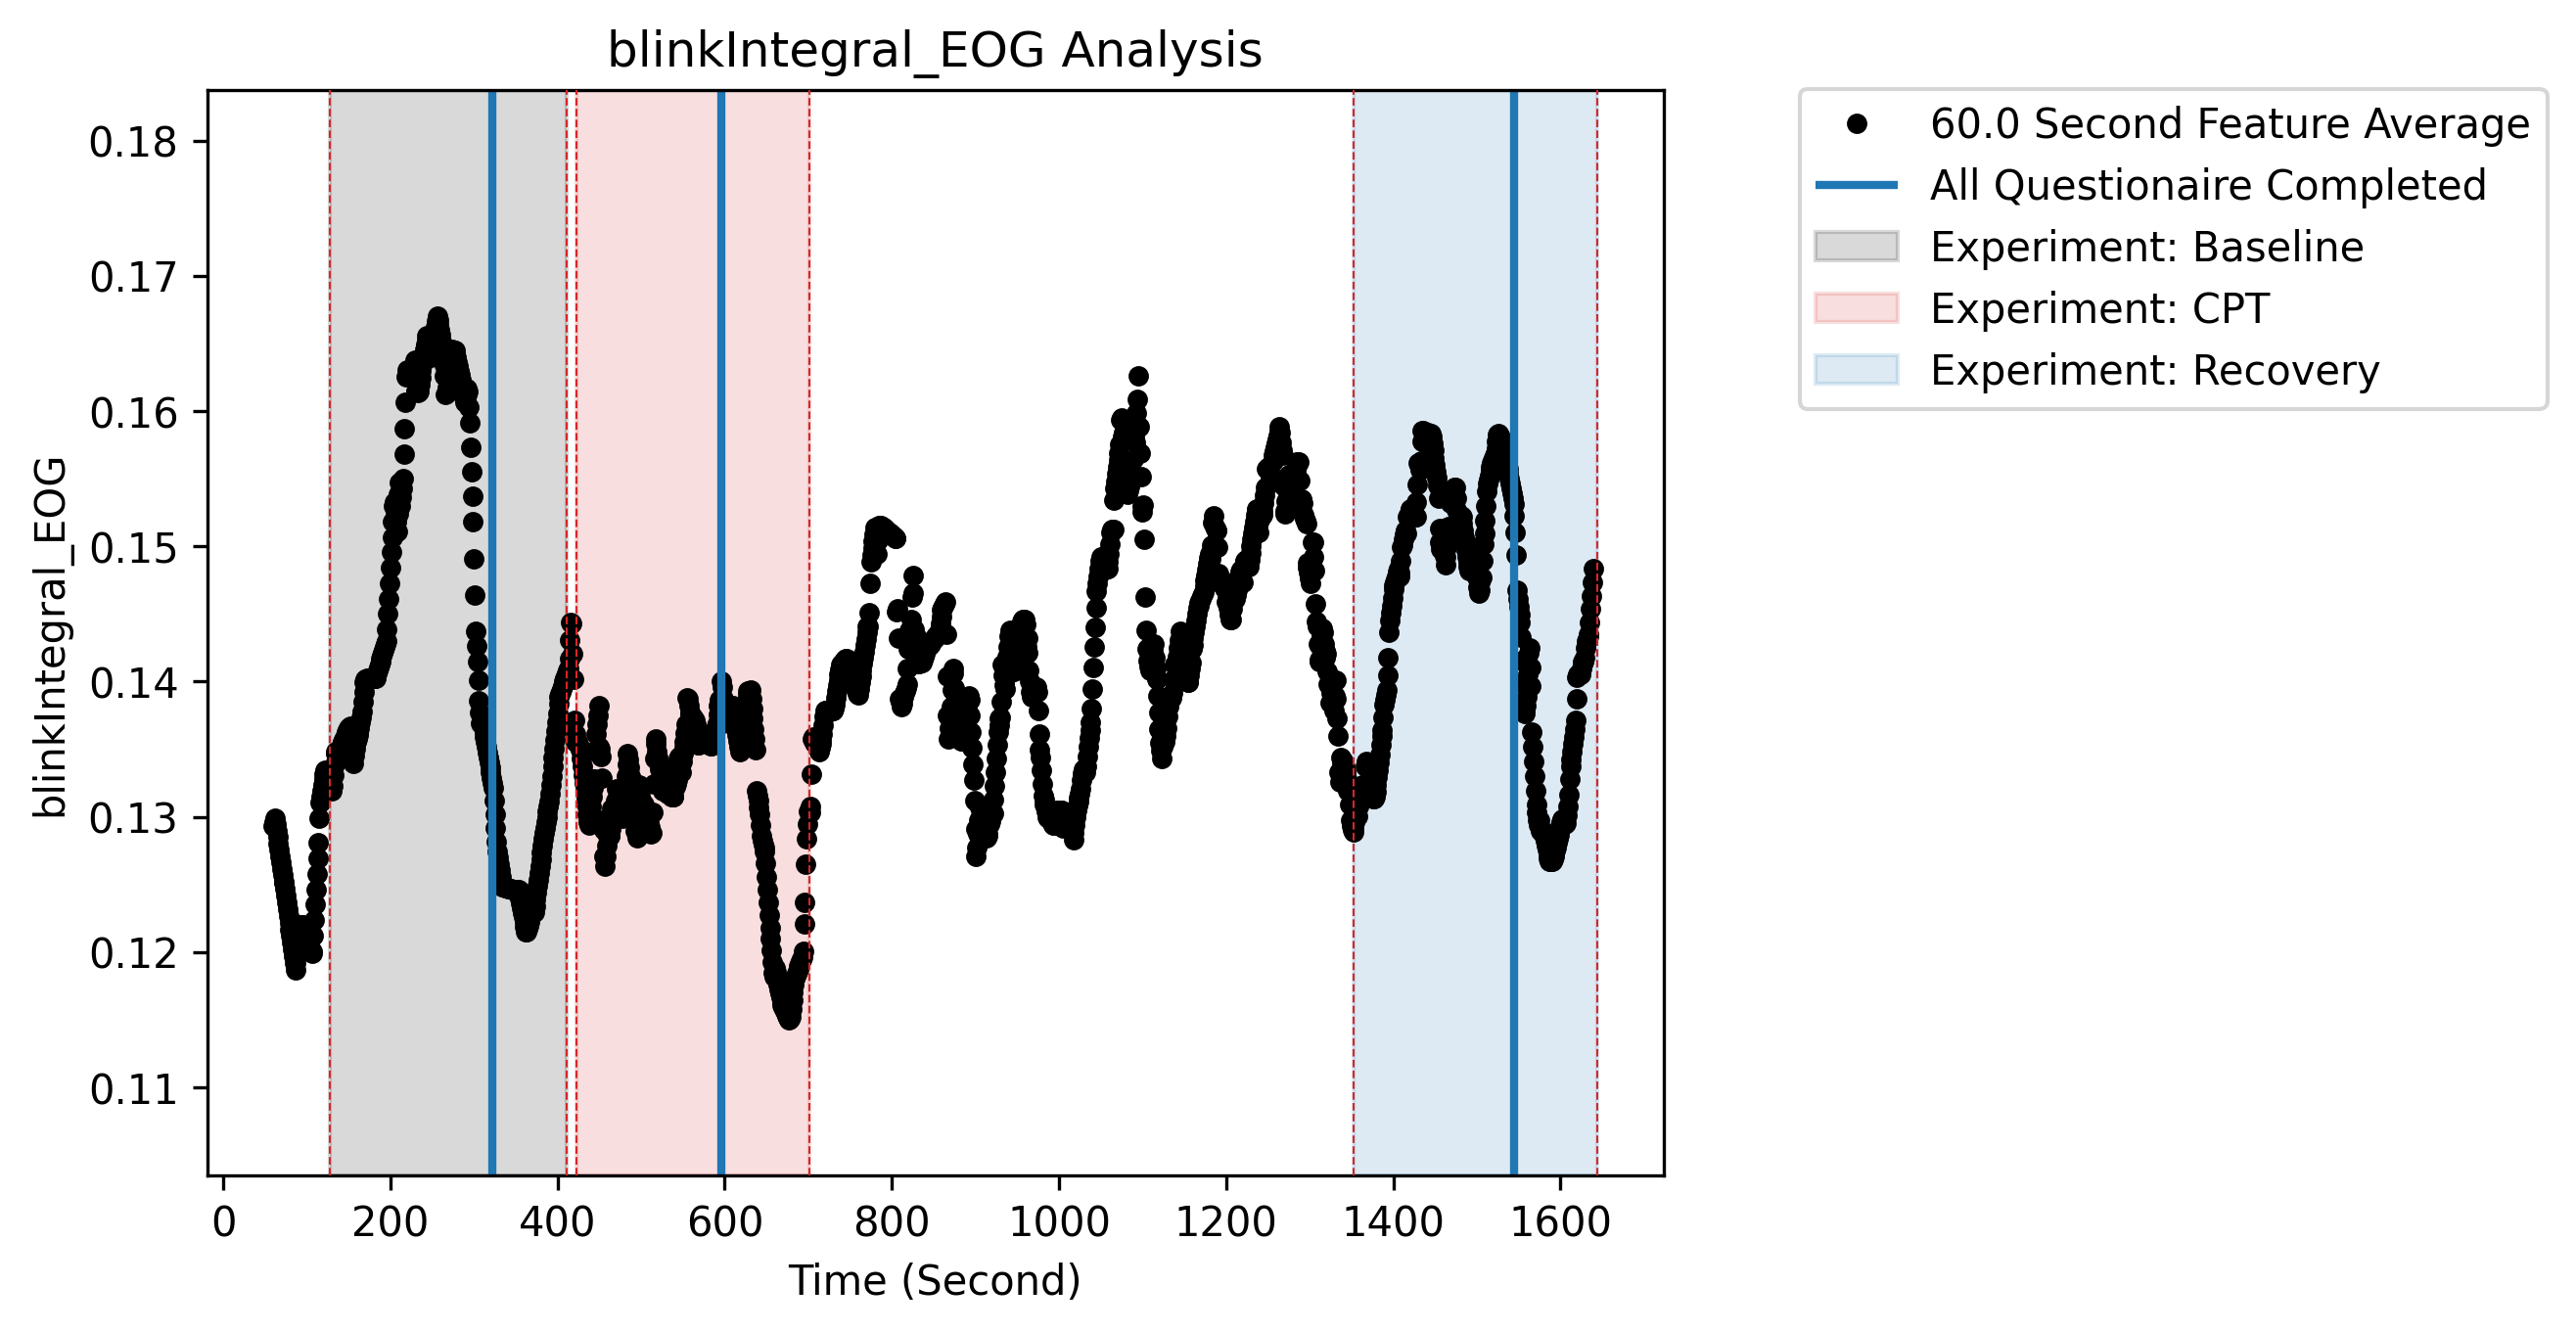 blinkIntegral_EOG Analysis
blinkIntegral_EOG
0.18
0.17
0.16
0.15
0.14
0.13
0.12
0.11
0 200 400 600 800 1000 1200 1400 1600
Time (Second)
60.0 Second Feature Average
All Questionaire Completed
Experiment: Baseline
Experiment: CPT
Experiment: Recovery